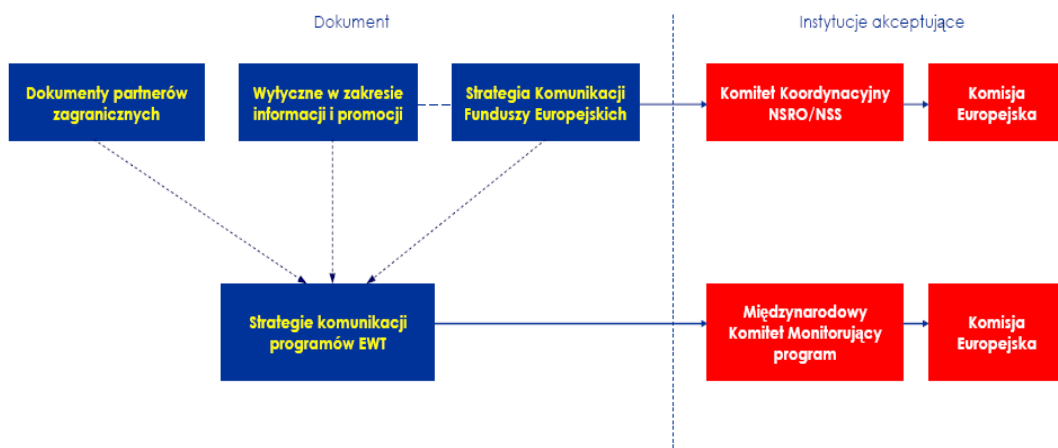 Dokument
Instytucje akceptujące
Dokumenty partnerów
zagranicznych
Wytyczne w zakresie
informacji i promocji
Strategia Komunikacji
Funduszy Europejskich
Komitet Koordynacyjny
NSRO/NSS
Komisja
Europejska
Strategie komunikacji
programów EWT
Międzynarodowy
Komitet Monitorujący
program
Komisja
Europejska